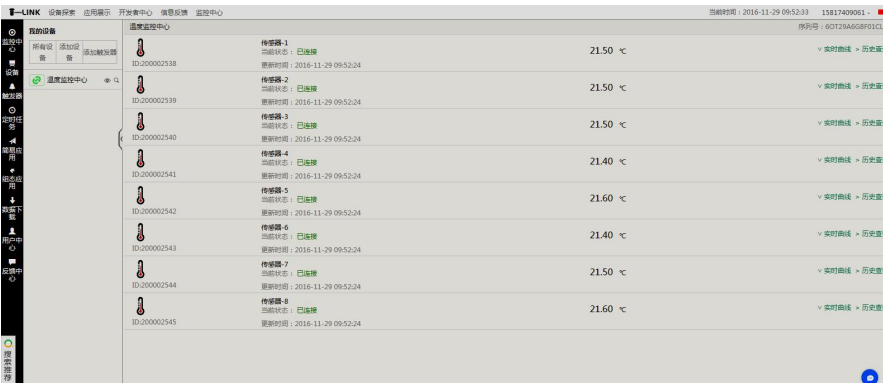 T—LINK 设备探索 应用展示 开发者中心 信息反馈 监控中心 当前时间：2016-11-29 09:52:33 15817409061
监控中心
设备
触发器
定时任务
简易应用
组态应用
数据下载
用户中心
反馈中心
搜索推荐
我的设备
所有设备 添加设备 添加触发器
温度监控中心
温度监控中心 序列号：6OT29A6G8F01CL
传感器-1
当前状态：已连接 21.50 ℃ ∨ 实时曲线 > 历史查
ID:200002538 更新时间：2016-11-29 09:52:24
传感器-2
当前状态：已连接 21.50 ℃ ∨ 实时曲线 > 历史查
ID:200002539 更新时间：2016-11-29 09:52:24
传感器-3
当前状态：已连接 21.50 ℃ ∨ 实时曲线 > 历史查
ID:200002540 更新时间：2016-11-29 09:52:24
传感器-4
当前状态：已连接 21.40 ℃ ∨ 实时曲线 > 历史查
ID:200002541 更新时间：2016-11-29 09:52:24
传感器-5
当前状态：已连接 21.60 ℃ ∨ 实时曲线 > 历史查
ID:200002542 更新时间：2016-11-29 09:52:24
传感器-6
当前状态：已连接 21.40 ℃ ∨ 实时曲线 > 历史查
ID:200002543 更新时间：2016-11-29 09:52:24
传感器-7
当前状态：已连接 21.50 ℃ ∨ 实时曲线 > 历史查
ID:200002544 更新时间：2016-11-29 09:52:24
传感器-8
当前状态：已连接 21.60 ℃ ∨ 实时曲线 > 历史查
ID:200002545 更新时间：2016-11-29 09:52:24